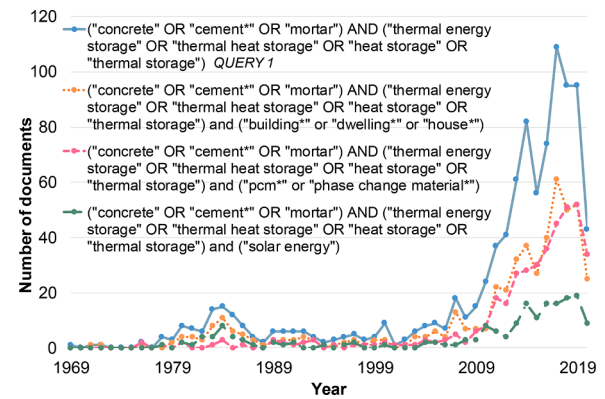 120
("concrete" OR "cement*" OR "mortar") AND ("thermal energy
storage" OR "thermal heat storage" OR "heat storage" OR
"thermal storage") QUERY 1
100
("concrete" OR "cement*" OR "mortar") AND ("thermal energy
storage" OR "thermal heat storage" OR "heat storage" OR
"thermal storage") and ("building*" or "dwelling*" or "house*")
80
("concrete" OR "cement*" OR "mortar") AND ("thermal energy
storage" OR "thermal heat storage" OR "heat storage" OR
"thermal storage") and ("pcm*" or "phase change material*")
60
("concrete" OR "cement*" OR "mortar") AND ("thermal energy
storage" OR "thermal heat storage" OR "heat storage" OR
"thermal storage") and ("solar energy")
40
20
0
Number of documents
1969 1979 1989 1999 2009 2019
Year